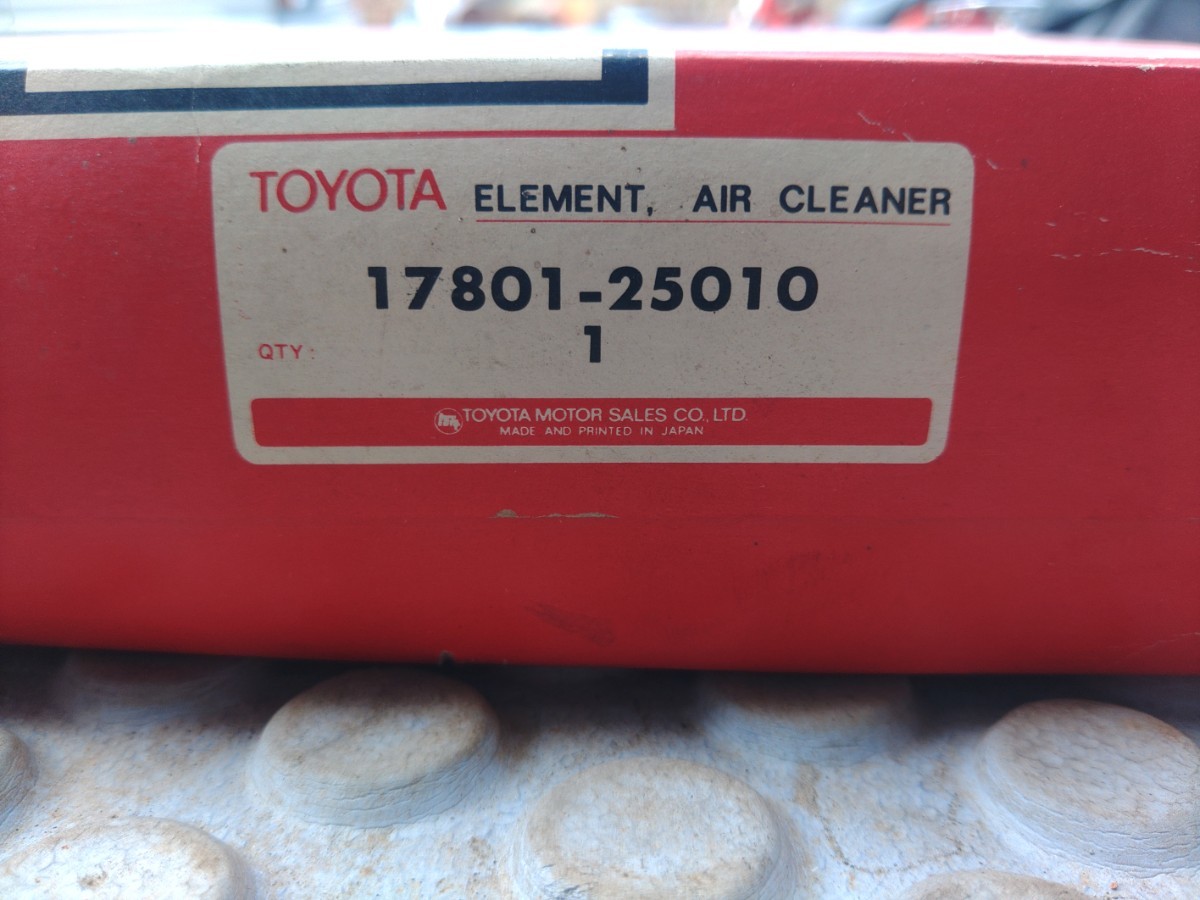 TOYOTA ELEMENT, AIR CLEANER
17801-25010
QTY: 1
TOYOTA MOTOR SALES CO., LTD.
MADE AND PRINTED IN JAPAN